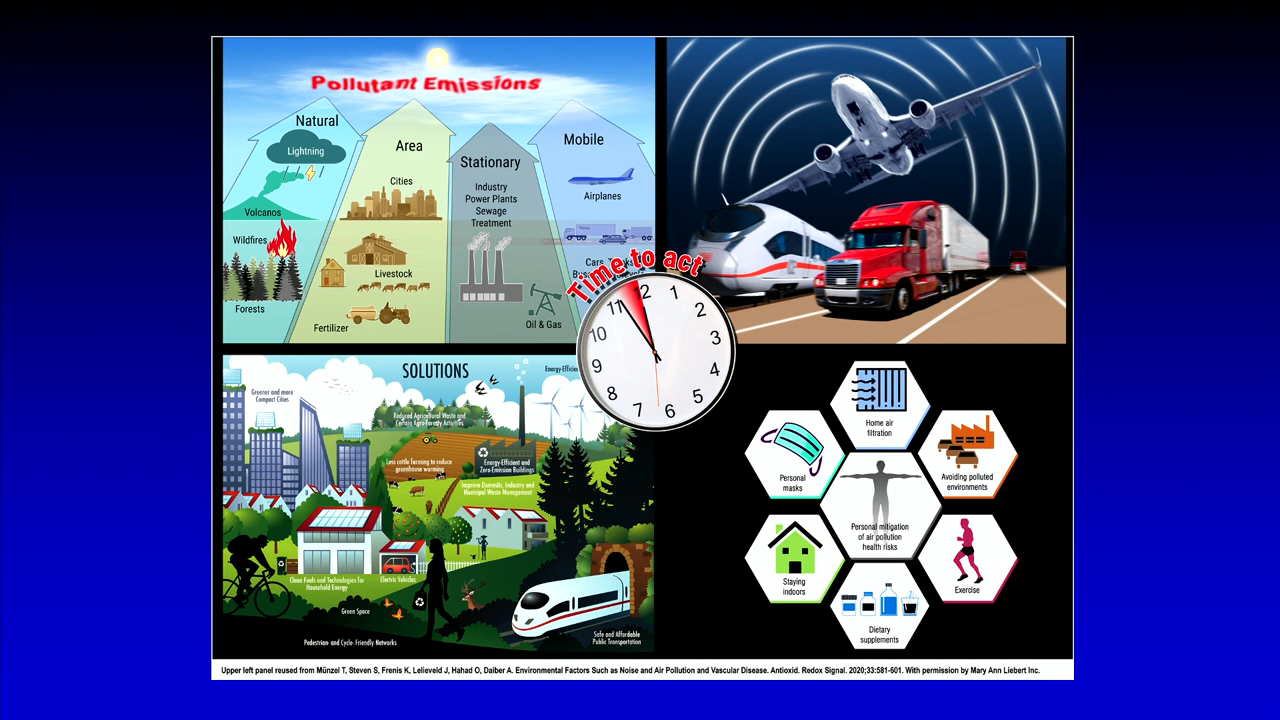 Pollutant Emissions
Natural
Lightning
Volcanos
Wildfires
Forests
Area
Cities
Livestock
Fertilizer
Stationary
Industry
Power Plants
Sewage
Treatment
Oil & Gas
Mobile
Airplanes
Cars,
Time to act
12
1
2
3
4
5
6
7
8
9
10
11
SOLUTIONS
Greener and more
Compact Cities
Reduced Agricultural Waste and
Certain Agro-Forestry Activities
Less cattle farming to reduce
greenhouse warming
Energy-Efficient and
Zero-Emission Buildings
Improve Domestic, Industry and
Municipal Waste Management
Clean Fuels and Technologies for
Household Energy
Electric Vehicles
Green Space
Pedestrian- and Cycle-Friendly Networks
Safe and Affordable
Public Transportation
Home air
filtration
Personal
masks
Avoiding polluted
environments
Personal mitigation
of air pollution
health risks
Staying
indoors
Exercise
Dietary
supplements
Upper left panel reused from Münzel T, Steven S, Frenis K, Lelieveld J, Hahad O, Daiber A. Environmental Factors Such as Noise and Air Pollution and Vascular Disease. Antioxid. Redox Signal. 2020;33:581-601. With permission by Mary Ann Liebert Inc.